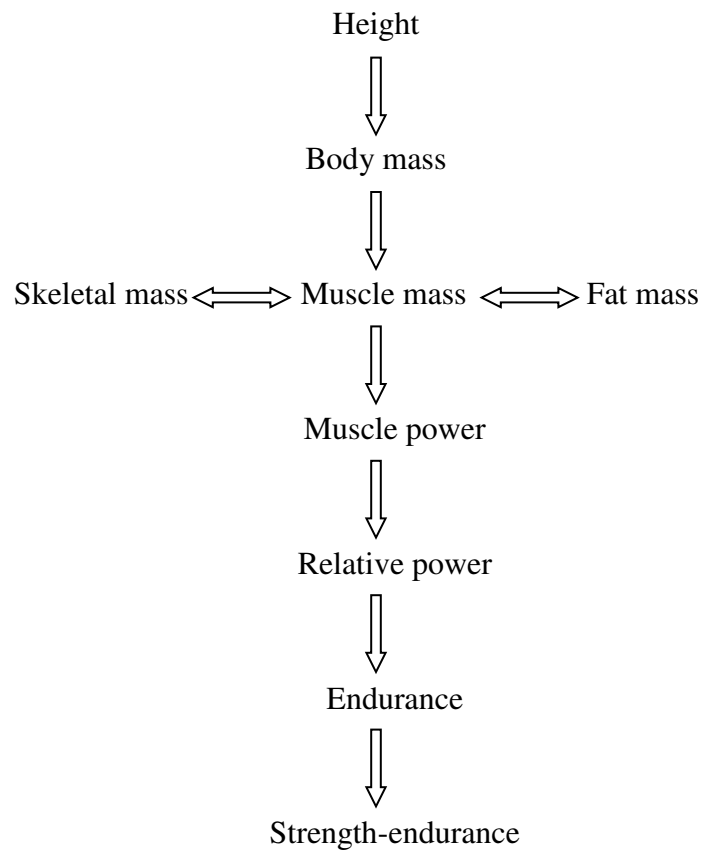 Height
Body mass
Skeletal mass Muscle mass Fat mass
Muscle power
Relative power
Endurance
Strength-endurance